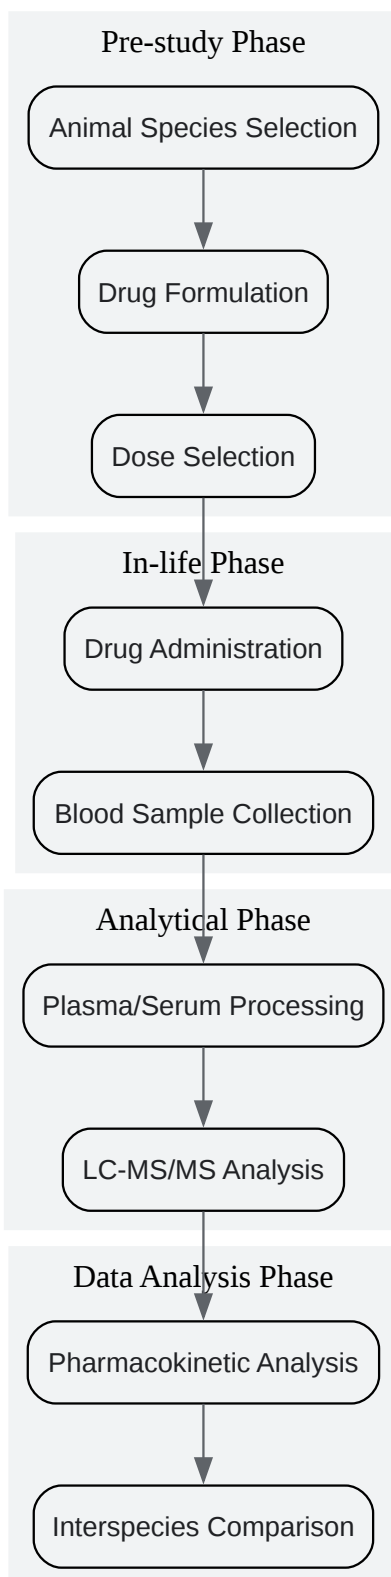 Pre-study Phase
Animal Species Selection
Drug Formulation
Dose Selection
In-life Phase
Drug Administration
Blood Sample Collection
Analytical Phase
Plasma/Serum Processing
LC-MS/MS Analysis
Data Analysis Phase
Pharmacokinetic Analysis
Interspecies Comparison